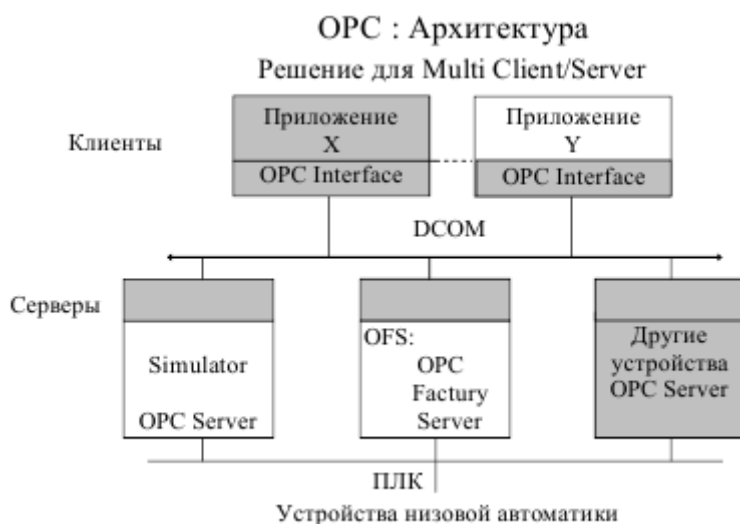 OPC : Архитектура
Решение для Multi Client/Server
Клиенты
Приложение
X
OPC Interface
Приложение
Y
OPC Interface
DCOM
Серверы
Simulator
OPC Server
OFS:
OPC
Factory
Server
Другие
устройства
OPC Server
ПЛК
Устройства низовой автоматики